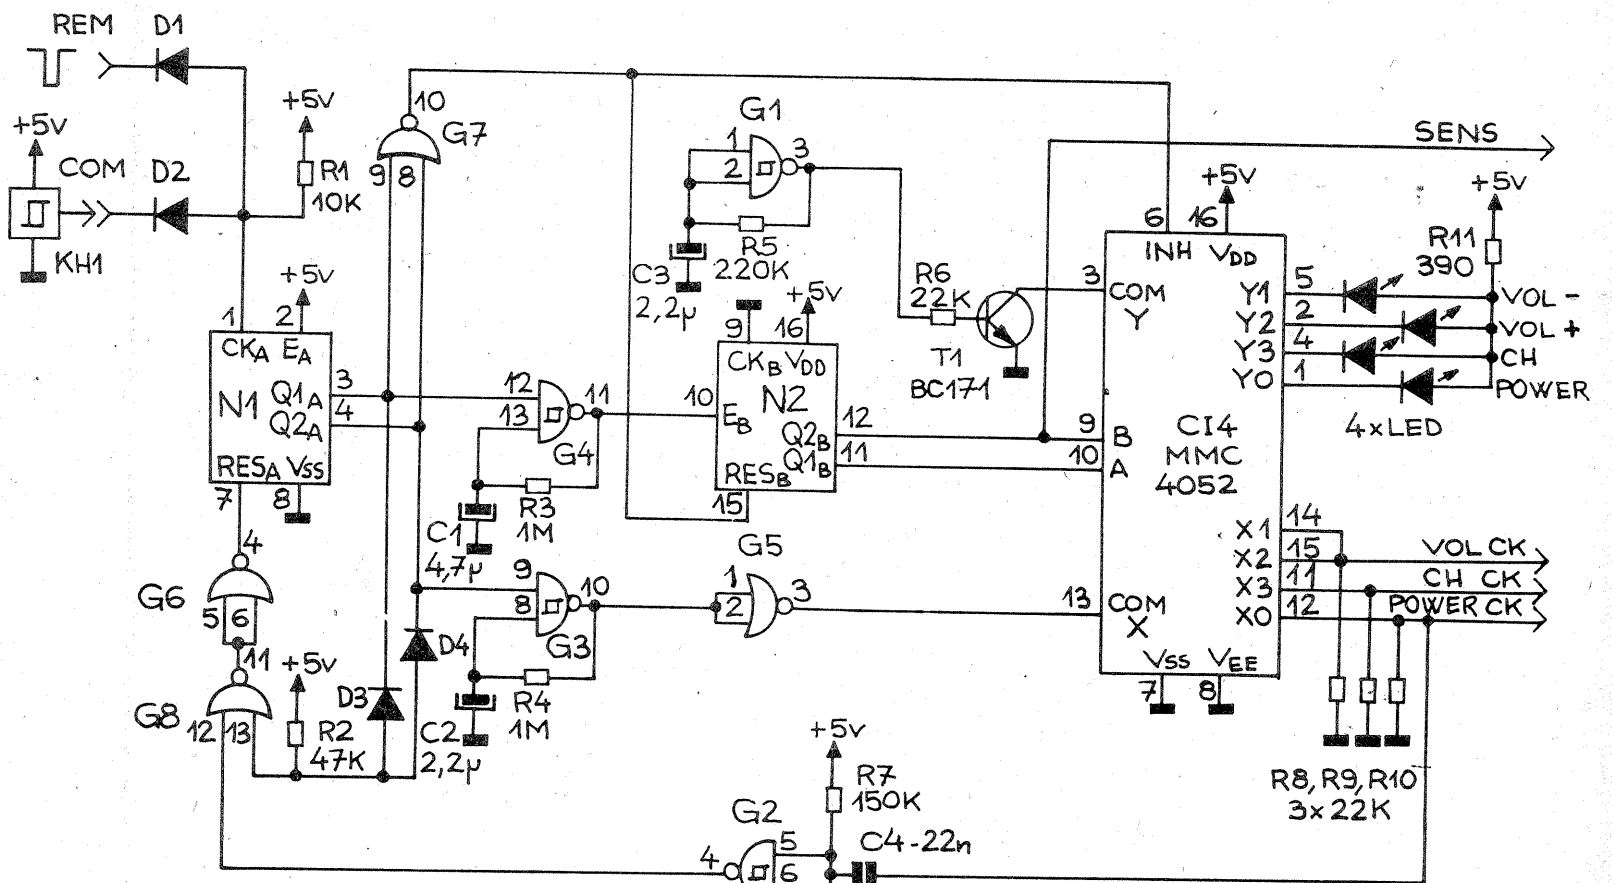 REM D1
+5v
COM D2
KH1
+5v
R1
10K
10
G7
9 8
+5v
1 2
CKA EA
N1
Q1A 3
Q2A 4
RESA VSS
7 8
4
G6
5 6
11
G8
12 13
+5v
R2
47K
D3
D4
12
13
11
G4
R3
1M
C1
4,7µ
9
8
10
G3
R4
1M
C2
2,2µ
G1
1
2
3
R5
220K
C3
2,2µ
+5v
9 16
CKB VDD
N2
10 EB
Q2B 12
Q1B 11
RESB
15
G5
1
2
3
R6
22K
T1
BC171
SENS
+5v
6 16
INH VDD
3 COM
Y
9 B
10 A
CI4
MMC
4052
13 COM
X
VSS VEE
7 8
Y1 5
Y2 2
Y3 4
Y0 1
+5v
R11
390
VOL -
VOL +
CH
POWER
4xLED
X1 14
X2 15
X3 11
X0 12
VOL CK
CH CK
POWER CK
R8, R9, R10
3x22K
+5v
R7
150K
C4-22n
G2
4
5
6